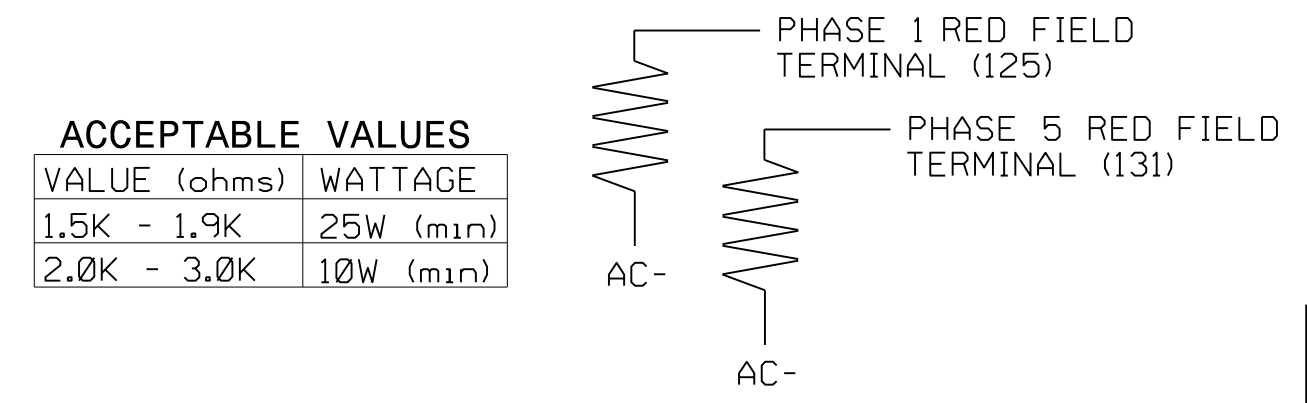 ACCEPTABLE VALUES
VALUE (ohms) WATTAGE
1.5K - 1.9K 25W (min)
2.0K - 3.0K 10W (min)
PHASE 1 RED FIELD
TERMINAL (125)
AC-
PHASE 5 RED FIELD
TERMINAL (131)
AC-